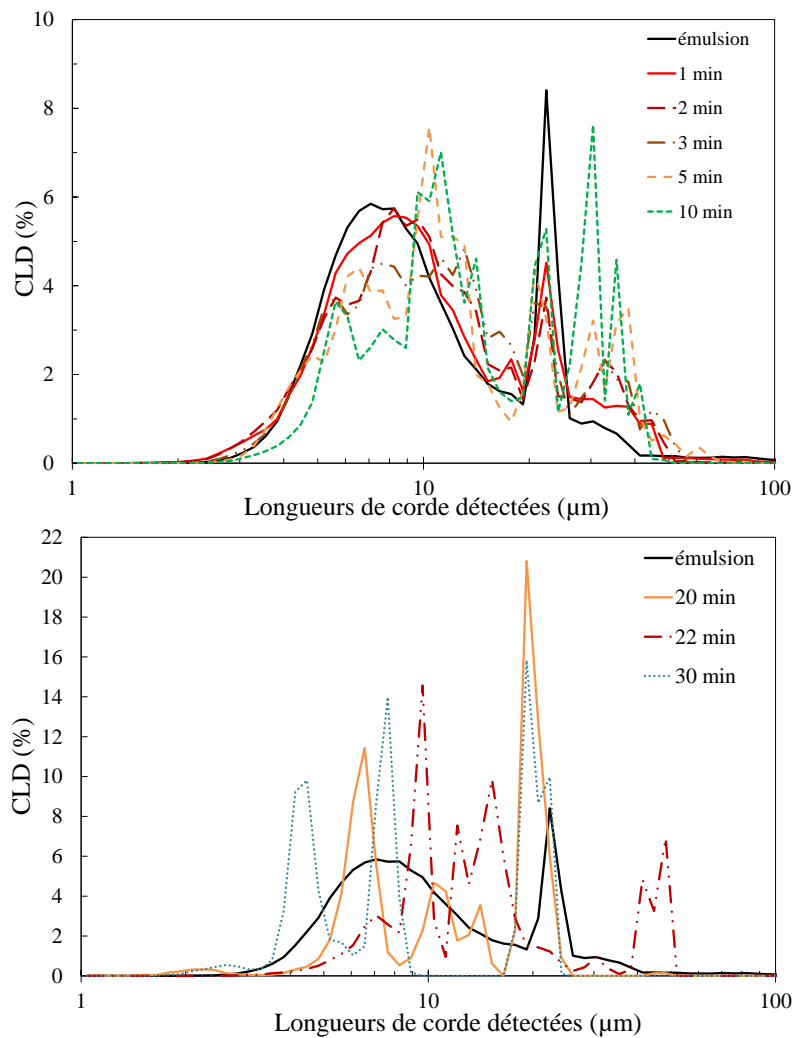 10
8
6
4
2
0
CLD (%)
émulsion
1 min
2 min
3 min
5 min
10 min
1
10
100
Longueurs de corde détectées (µm)
22
20
18
16
14
12
10
8
6
4
2
0
CLD (%)
émulsion
20 min
22 min
30 min
1
10
100
Longueurs de corde détectées (µm)